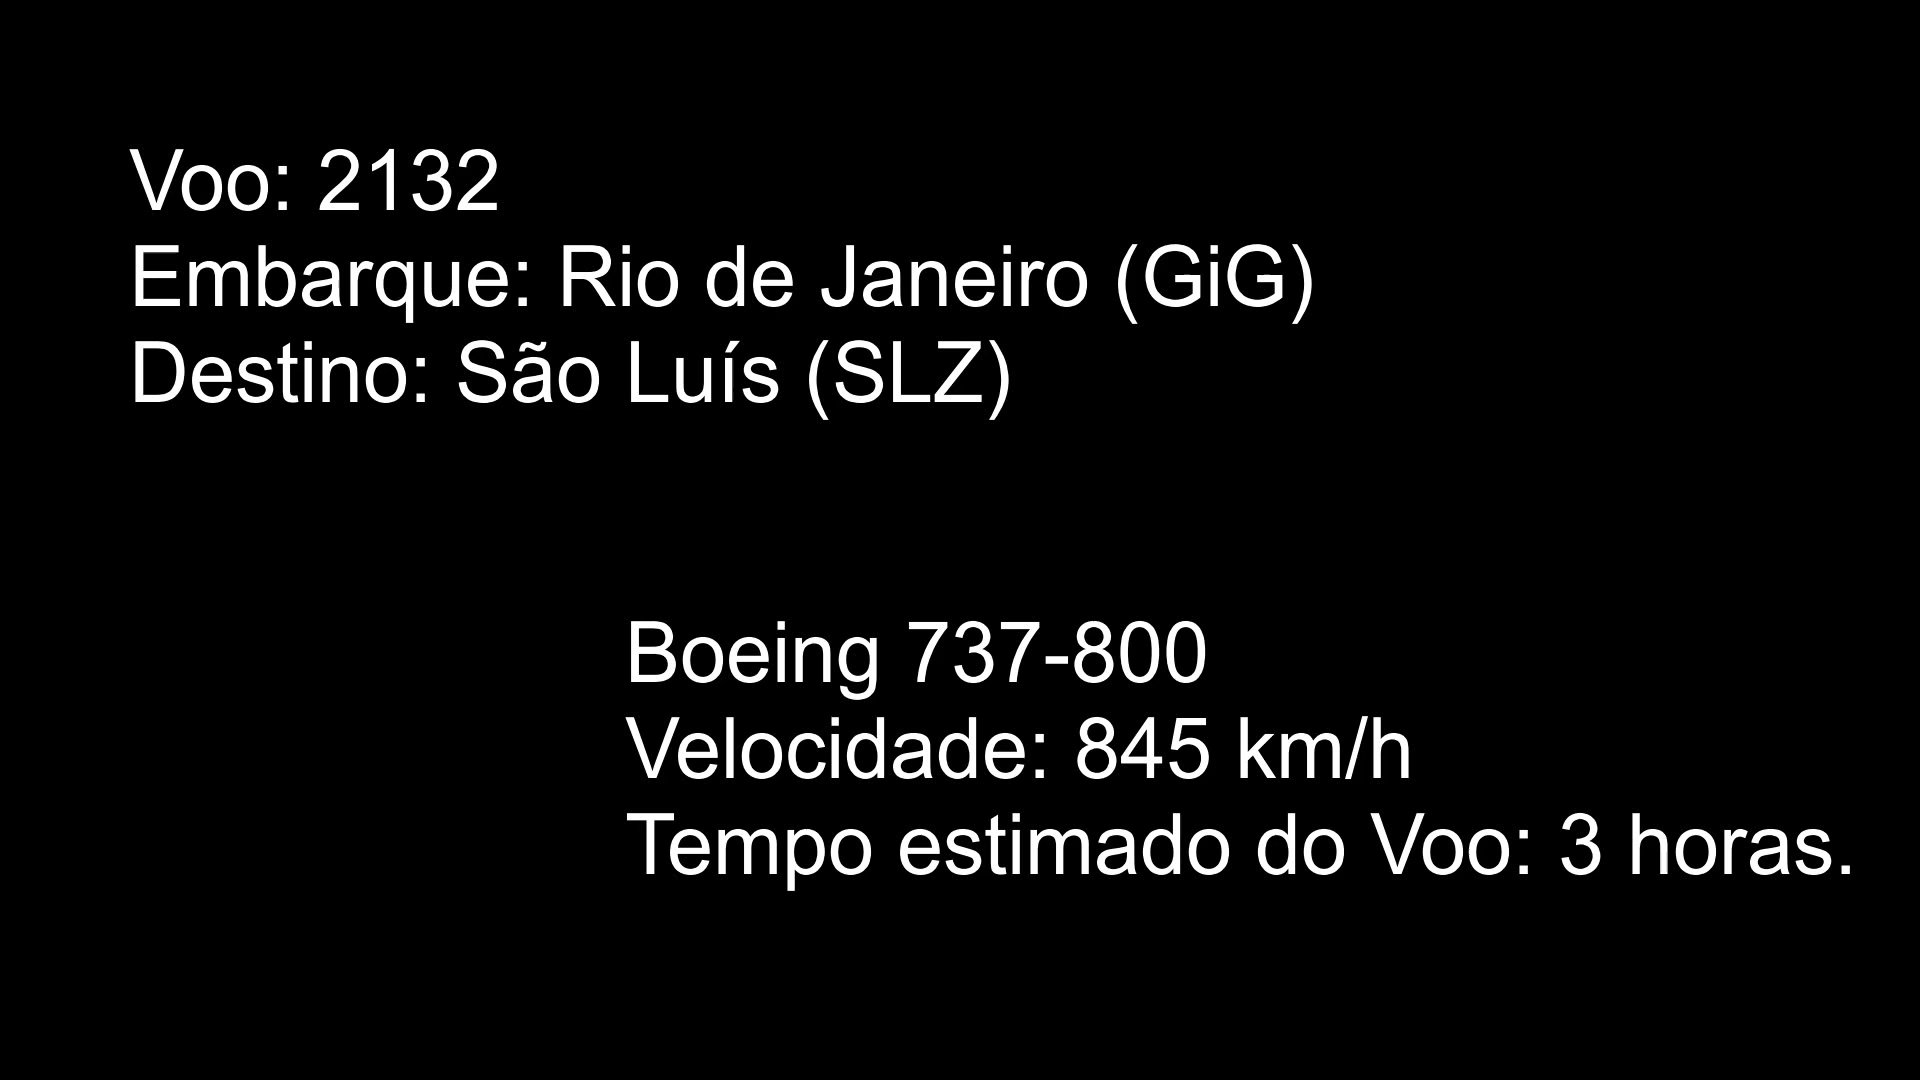 Voo: 2132
Embarque: Rio de Janeiro (GiG)
Destino: São Luís (SLZ)
Boeing 737-800
Velocidade: 845 km/h
Tempo estimado do Voo: 3 horas.